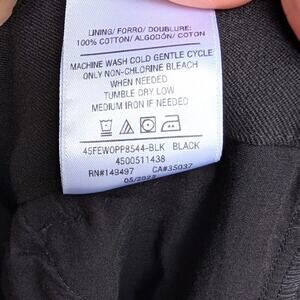 LINING/ FORRO/ DOUBLURE:
100% COTTON/ ALGODÓN/ COTON
MACHINE WASH COLD GENTLE CYCLE
ONLY NON-CHLORINE BLEACH
WHEN NEEDED
TUMBLE DRY LOW
MEDIUM IRON IF NEEDED
45FEWOPP8544-BLK BLACK
4500511438
RN#149497 CA#35037